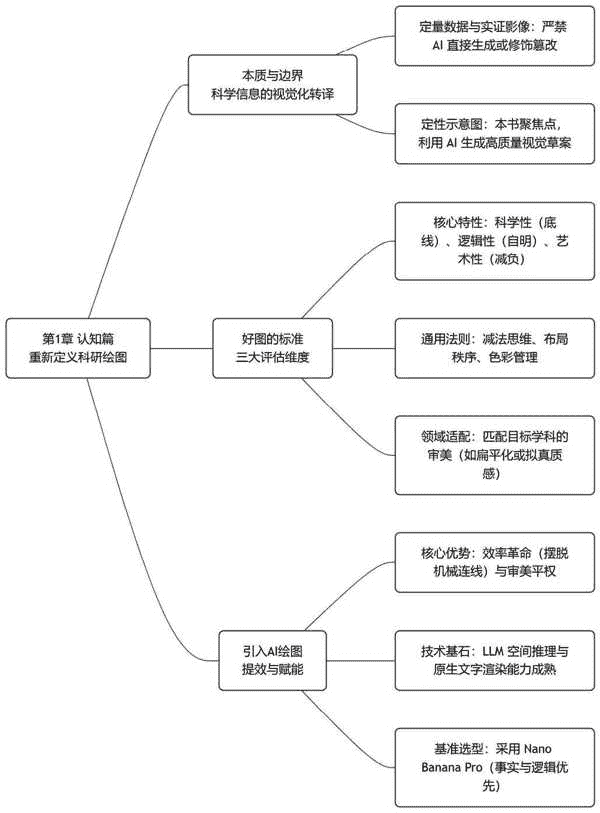 第1章 认知篇
重新定义科研绘图
本质与边界
科学信息的视觉化转译
定量数据与实证影像：严禁
AI 直接生成或修饰篡改
定性示意图：本书聚焦点，
利用 AI 生成高质量视觉草案
好图的标准
三大评估维度
核心特性：科学性（底
线）、逻辑性（自明）、艺
术性（减负）
通用法则：减法思维、布局
秩序、色彩管理
领域适配：匹配目标学科的
审美（如扁平化或拟真质
感）
引入AI绘图
提效与赋能
核心优势：效率革命（摆脱
机械连线）与审美平权
技术基石：LLM 空间推理与
原生文字渲染能力成熟
基准选型：采用 Nano
Banana Pro（事实与逻辑优
先）